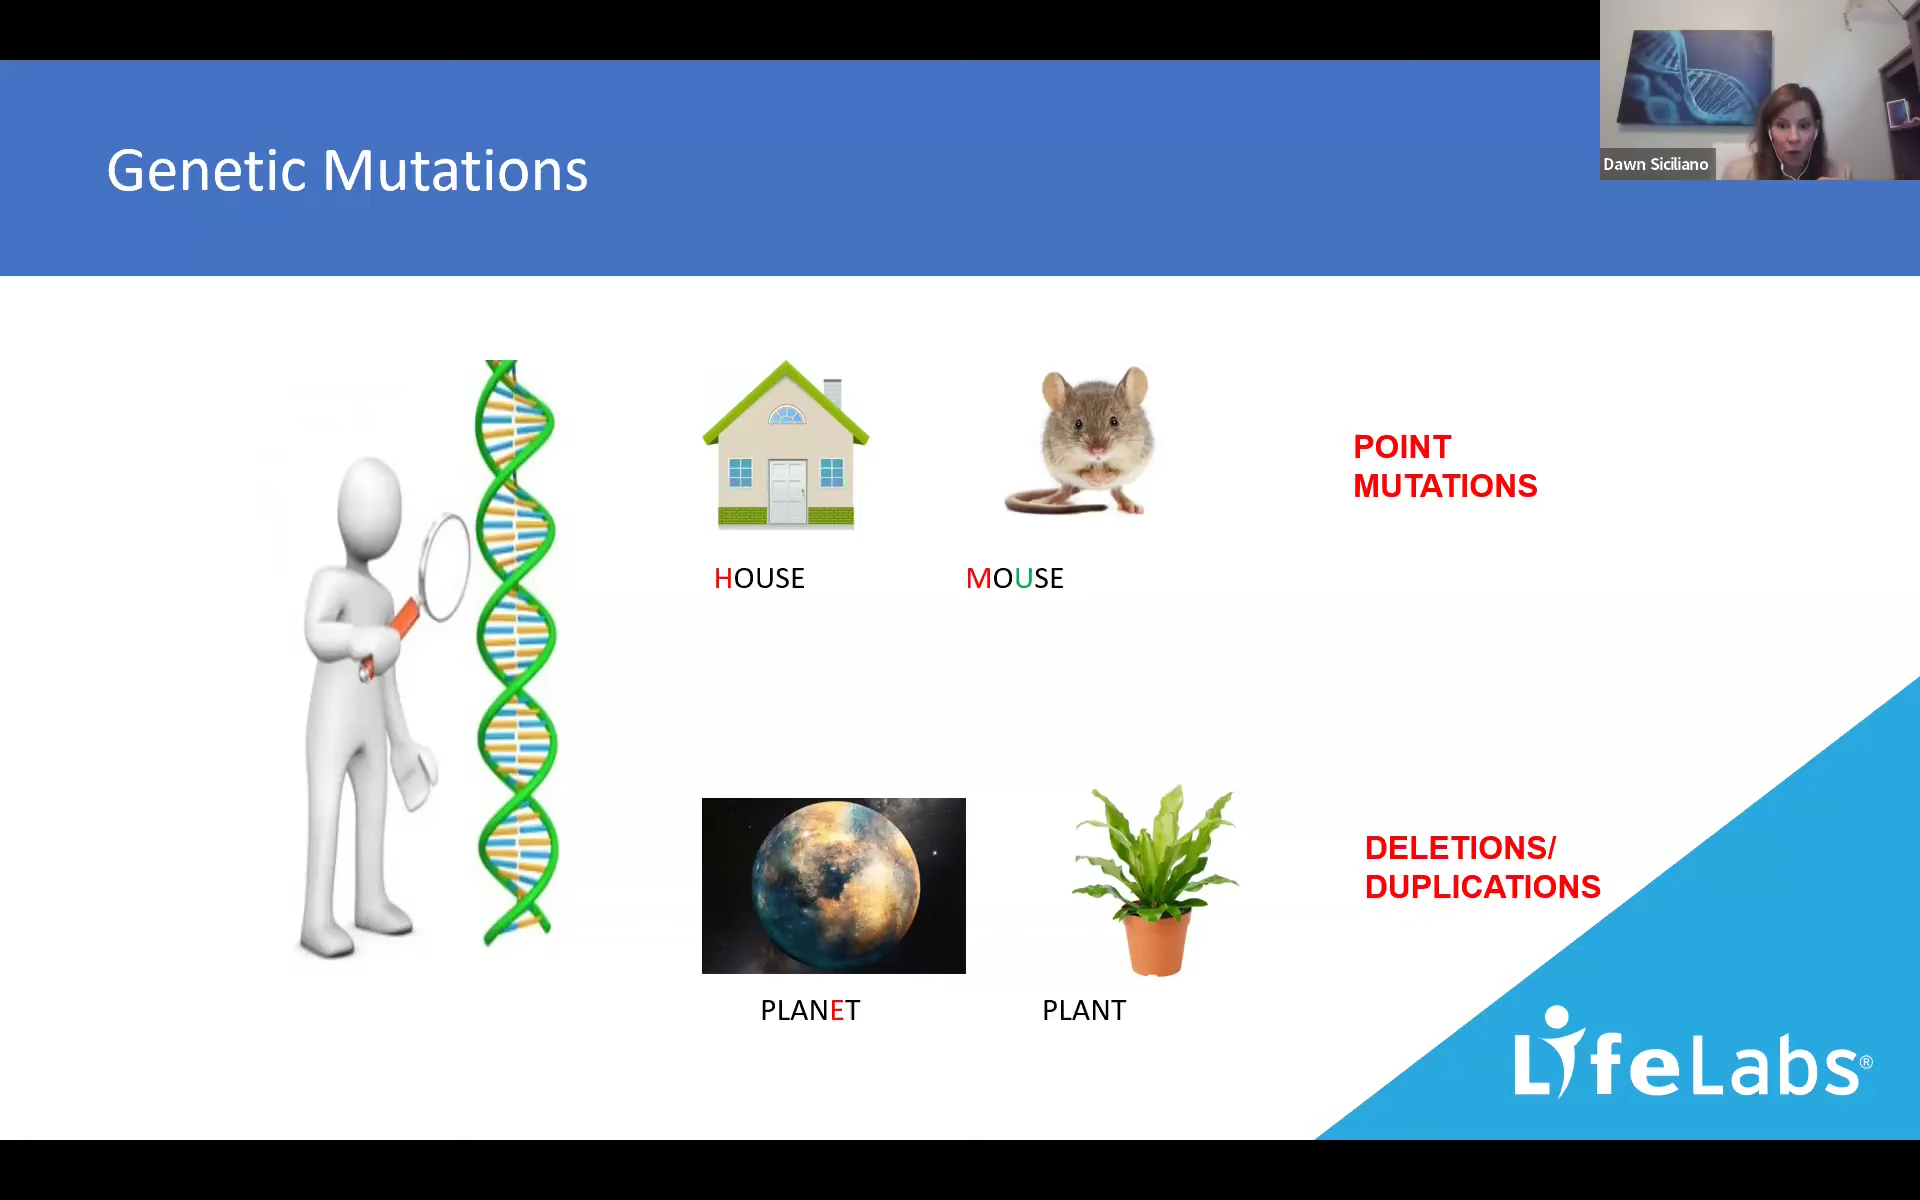 Genetic Mutations
Dawn Siciliano
HOUSE
MOUSE
POINT
MUTATIONS
PLANET
PLANT
DELETIONS/
DUPLICATIONS
LifeLabs®